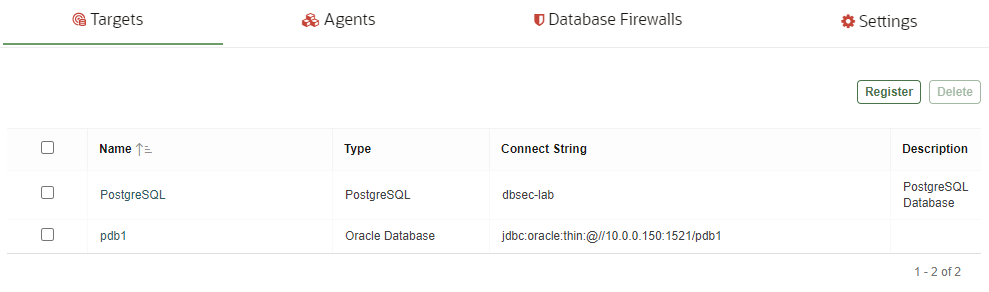 Targets Agents Database Firewalls Settings
Register Delete
Name Type Connect String Description
PostgreSQL PostgreSQL dbsec-lab PostgreSQL
Database
pdb1 Oracle Database jdbc:oracle:thin:@//10.0.0.150:1521/pdb1
1 - 2 of 2